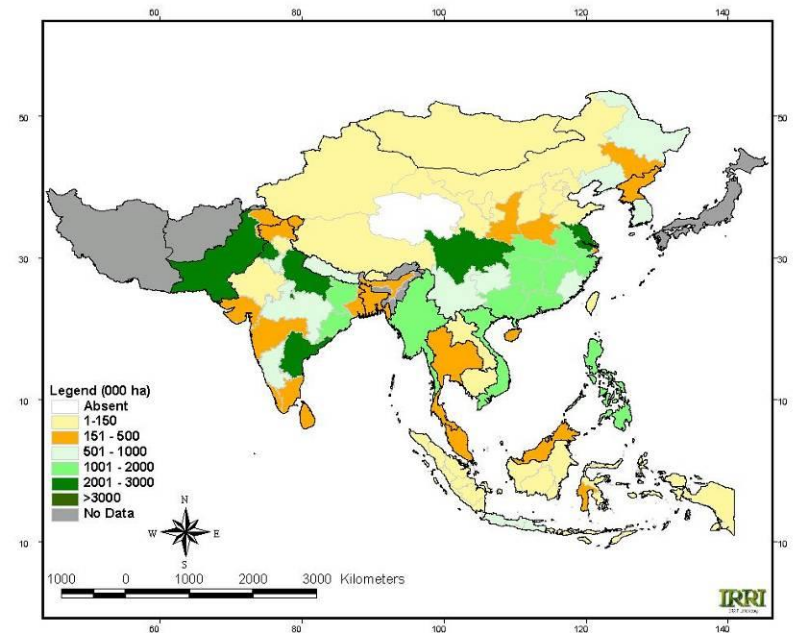 60 80 100 120 140
50 50
30 30
10 10
10 10
Legend (000 ha)
Absent
1-150
151 - 500
501 - 1000
1001 - 2000
2001 - 3000
>3000
No Data
N
W E
S
1000 0 1000 2000 3000 Kilometers
IRRI
60 80 100 120 140